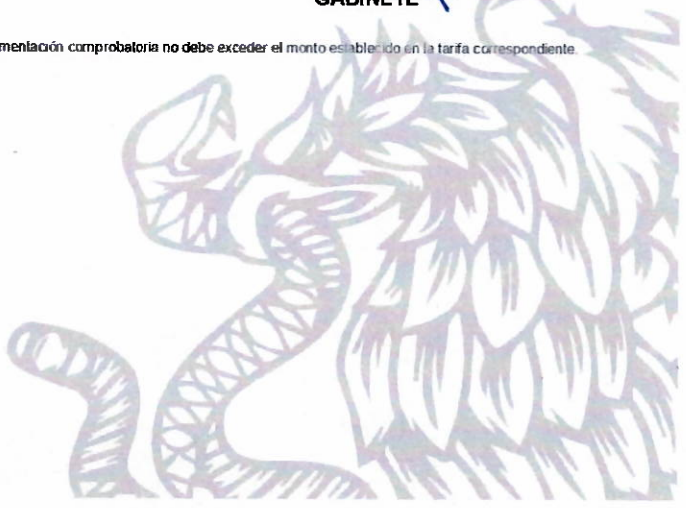 GABINETE
mentación comprobatoria no debe exceder el monto establecido en la tarifa correspondiente.